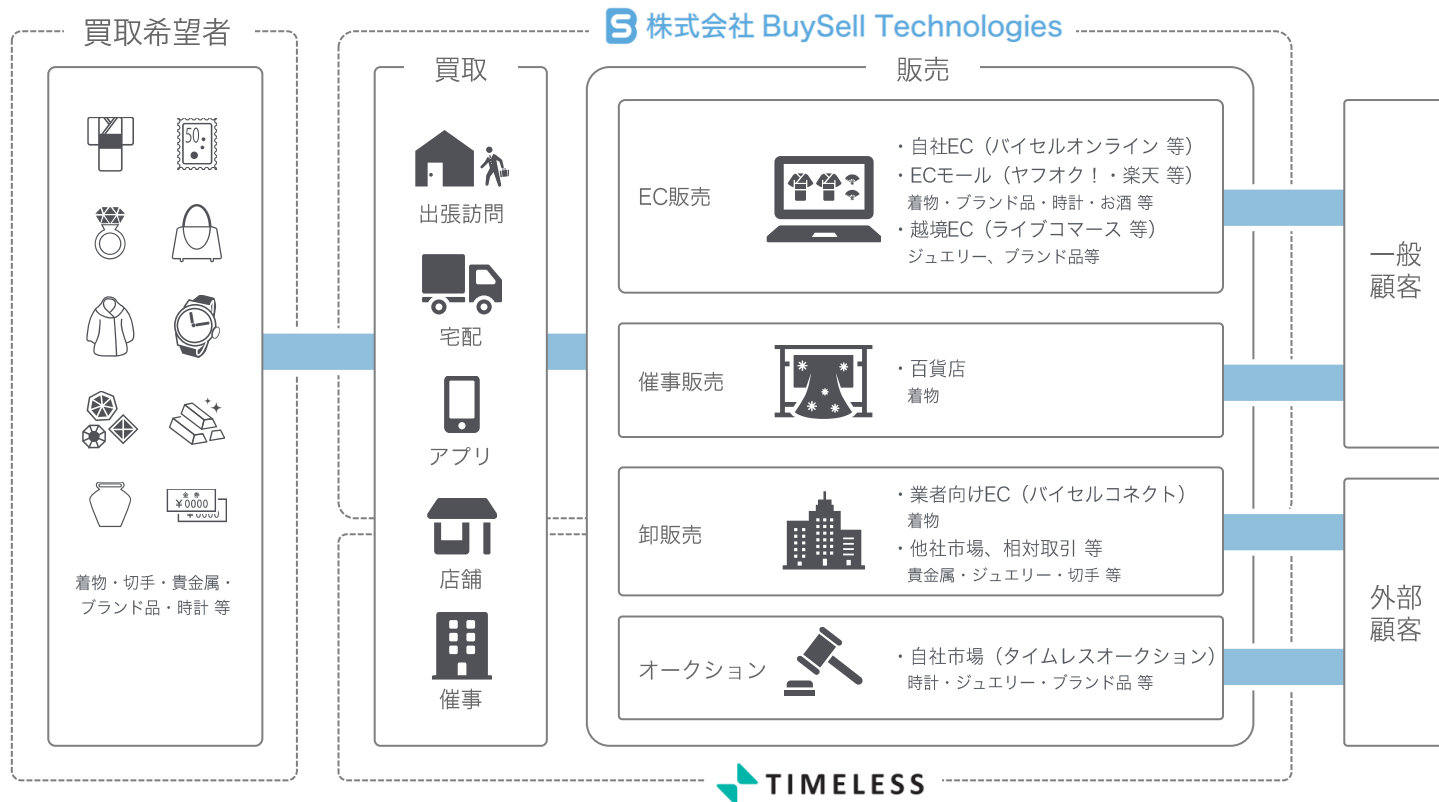 買取希望者
50
金券
¥0000
着物・切手・貴金属・
ブランド品・時計 等
S 株式会社 BuySell Technologies
買取
出張訪問
宅配
アプリ
店舗
催事
販売
EC販売
・自社EC（バイセルオンライン 等）
・ECモール（ヤフオク！・楽天 等）
着物・ブランド品・時計・お酒 等
・越境EC（ライブコマース 等）
ジュエリー、ブランド品等
催事販売
・百貨店
着物
卸販売
・業者向けEC（バイセルコネクト）
着物
・他社市場、相対取引 等
貴金属・ジュエリー・切手 等
オークション
・自社市場（タイムレスオークション）
時計・ジュエリー・ブランド品 等
一般
顧客
外部
顧客
TIMELESS